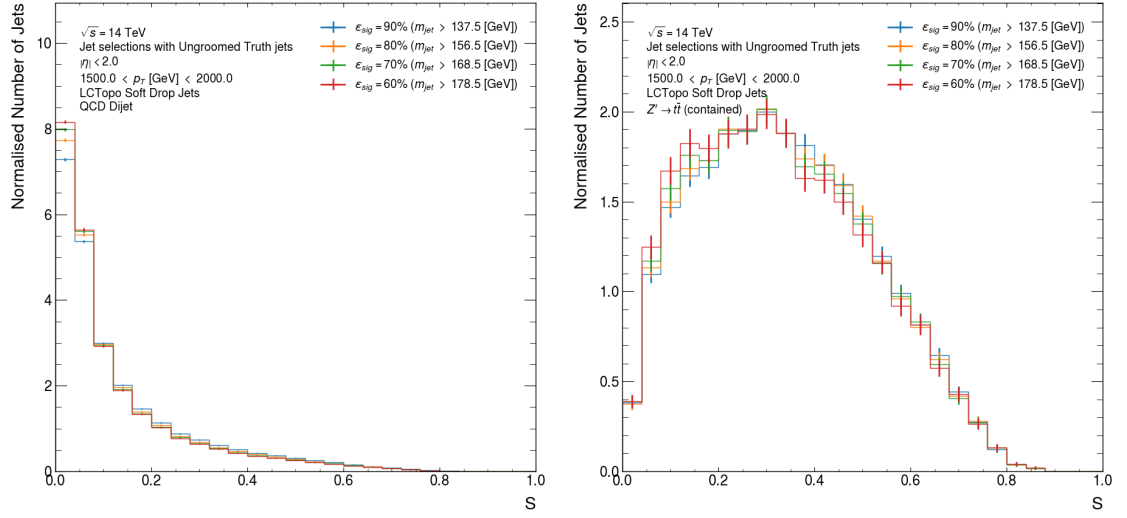 Normalised Number of Jets
√s = 14 TeV
Jet selections with Ungroomed Truth jets
|η| < 2.0
1500.0 < p_T [GeV] < 2000.0
LCTopo Soft Drop Jets
QCD Dijet
ε_sig = 90% (m_jet > 137.5 [GeV])
ε_sig = 80% (m_jet > 156.5 [GeV])
ε_sig = 70% (m_jet > 168.5 [GeV])
ε_sig = 60% (m_jet > 178.5 [GeV])
10
8
6
4
2
0
0.0 0.2 0.4 0.6 0.8 1.0
S
Normalised Number of Jets
√s = 14 TeV
Jet selections with Ungroomed Truth jets
|η| < 2.0
1500.0 < p_T [GeV] < 2000.0
LCTopo Soft Drop Jets
Z′ → tt̄ (contained)
ε_sig = 90% (m_jet > 137.5 [GeV])
ε_sig = 80% (m_jet > 156.5 [GeV])
ε_sig = 70% (m_jet > 168.5 [GeV])
ε_sig = 60% (m_jet > 178.5 [GeV])
2.5
2.0
1.5
1.0
0.5
0.0
0.0 0.2 0.4 0.6 0.8 1.0
S